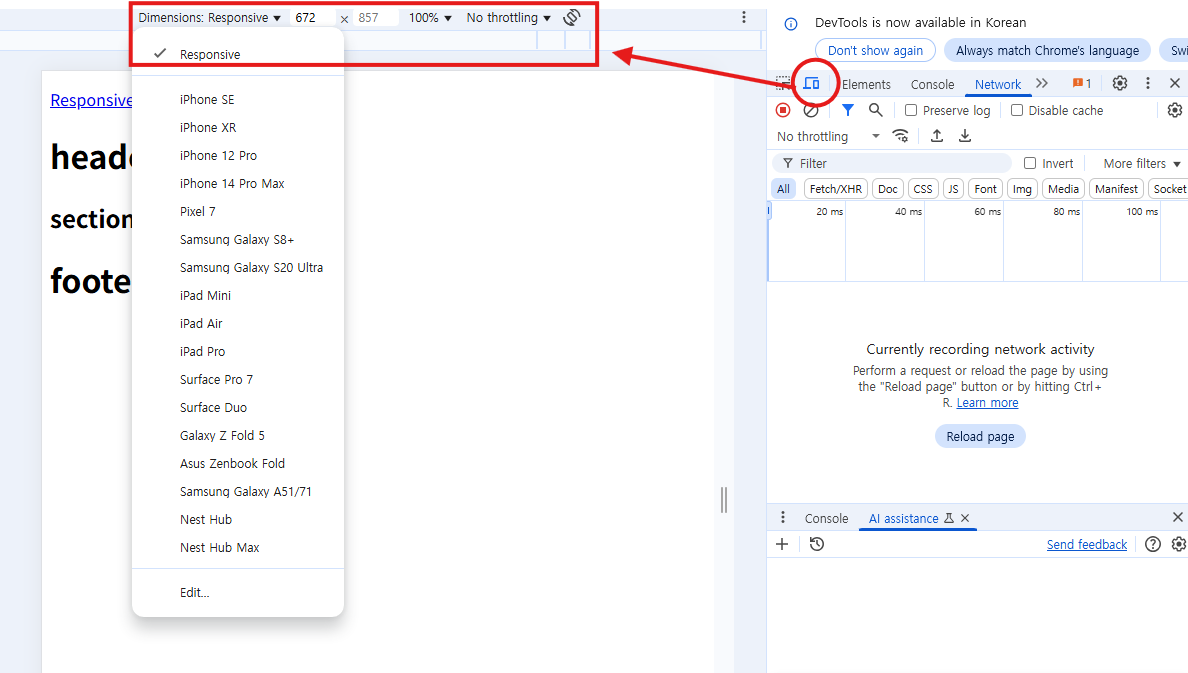 Dimensions: Responsive 672 × 857 100% No throttling
Responsive
iPhone SE
iPhone XR
iPhone 12 Pro
iPhone 14 Pro Max
Pixel 7
Samsung Galaxy S8+
Samsung Galaxy S20 Ultra
iPad Mini
iPad Air
iPad Pro
Surface Pro 7
Surface Duo
Galaxy Z Fold 5
Asus Zenbook Fold
Samsung Galaxy A51/71
Nest Hub
Nest Hub Max
Edit...
Responsive
heade
section
foote
DevTools is now available in Korean
Don't show again Always match Chrome's language Swi
Elements Console Network 1
Preserve log Disable cache
No throttling
Filter Invert More filters
All Fetch/XHR Doc CSS JS Font Img Media Manifest Socket
20 ms 40 ms 60 ms 80 ms 100 ms
Currently recording network activity
Perform a request or reload the page by using
the "Reload page" button or by hitting Ctrl+
R. Learn more
Reload page
Console AI assistance
Send feedback